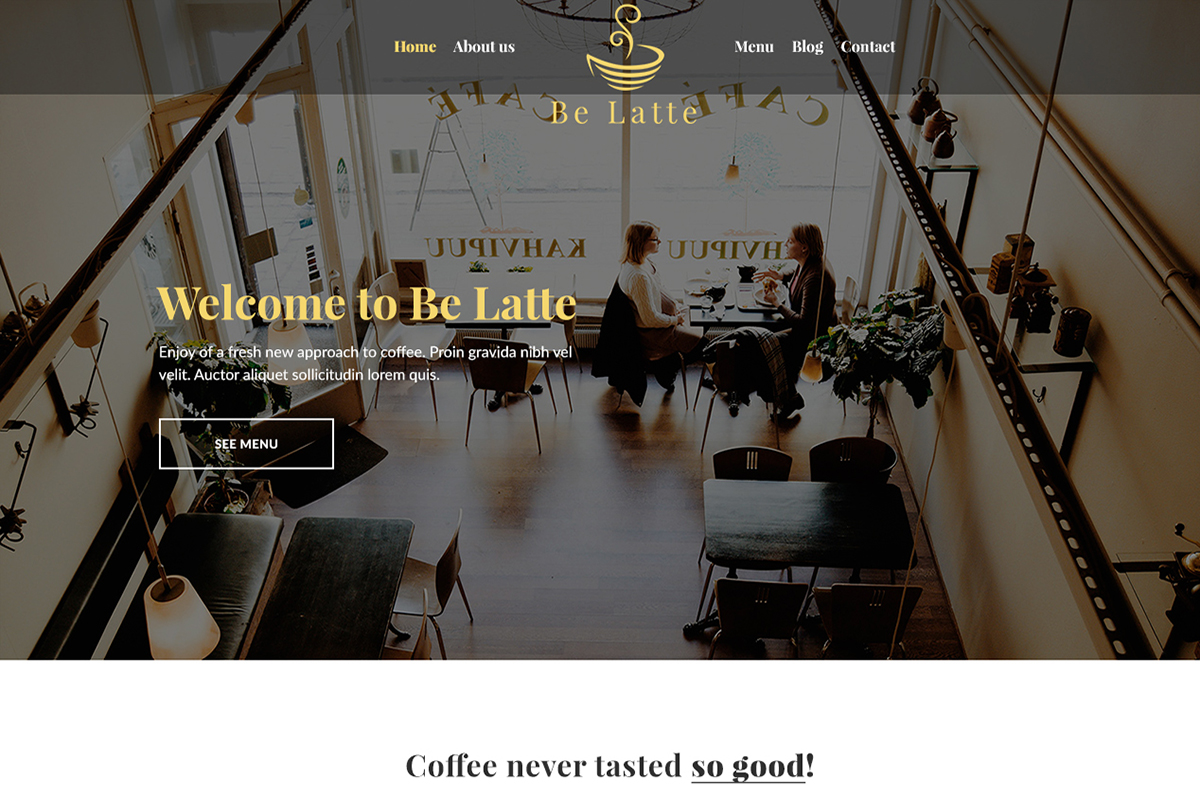 Home About us Menu Blog Contact
CAFÉ CAFÉ
Be Latte
KAHVIPUU KAHVIPUU
Welcome to Be Latte
Enjoy of a fresh new approach to coffee. Proin gravida nibh vel
velit. Auctor aliquet sollicitudin lorem quis.
SEE MENU
Coffee never tasted so good!